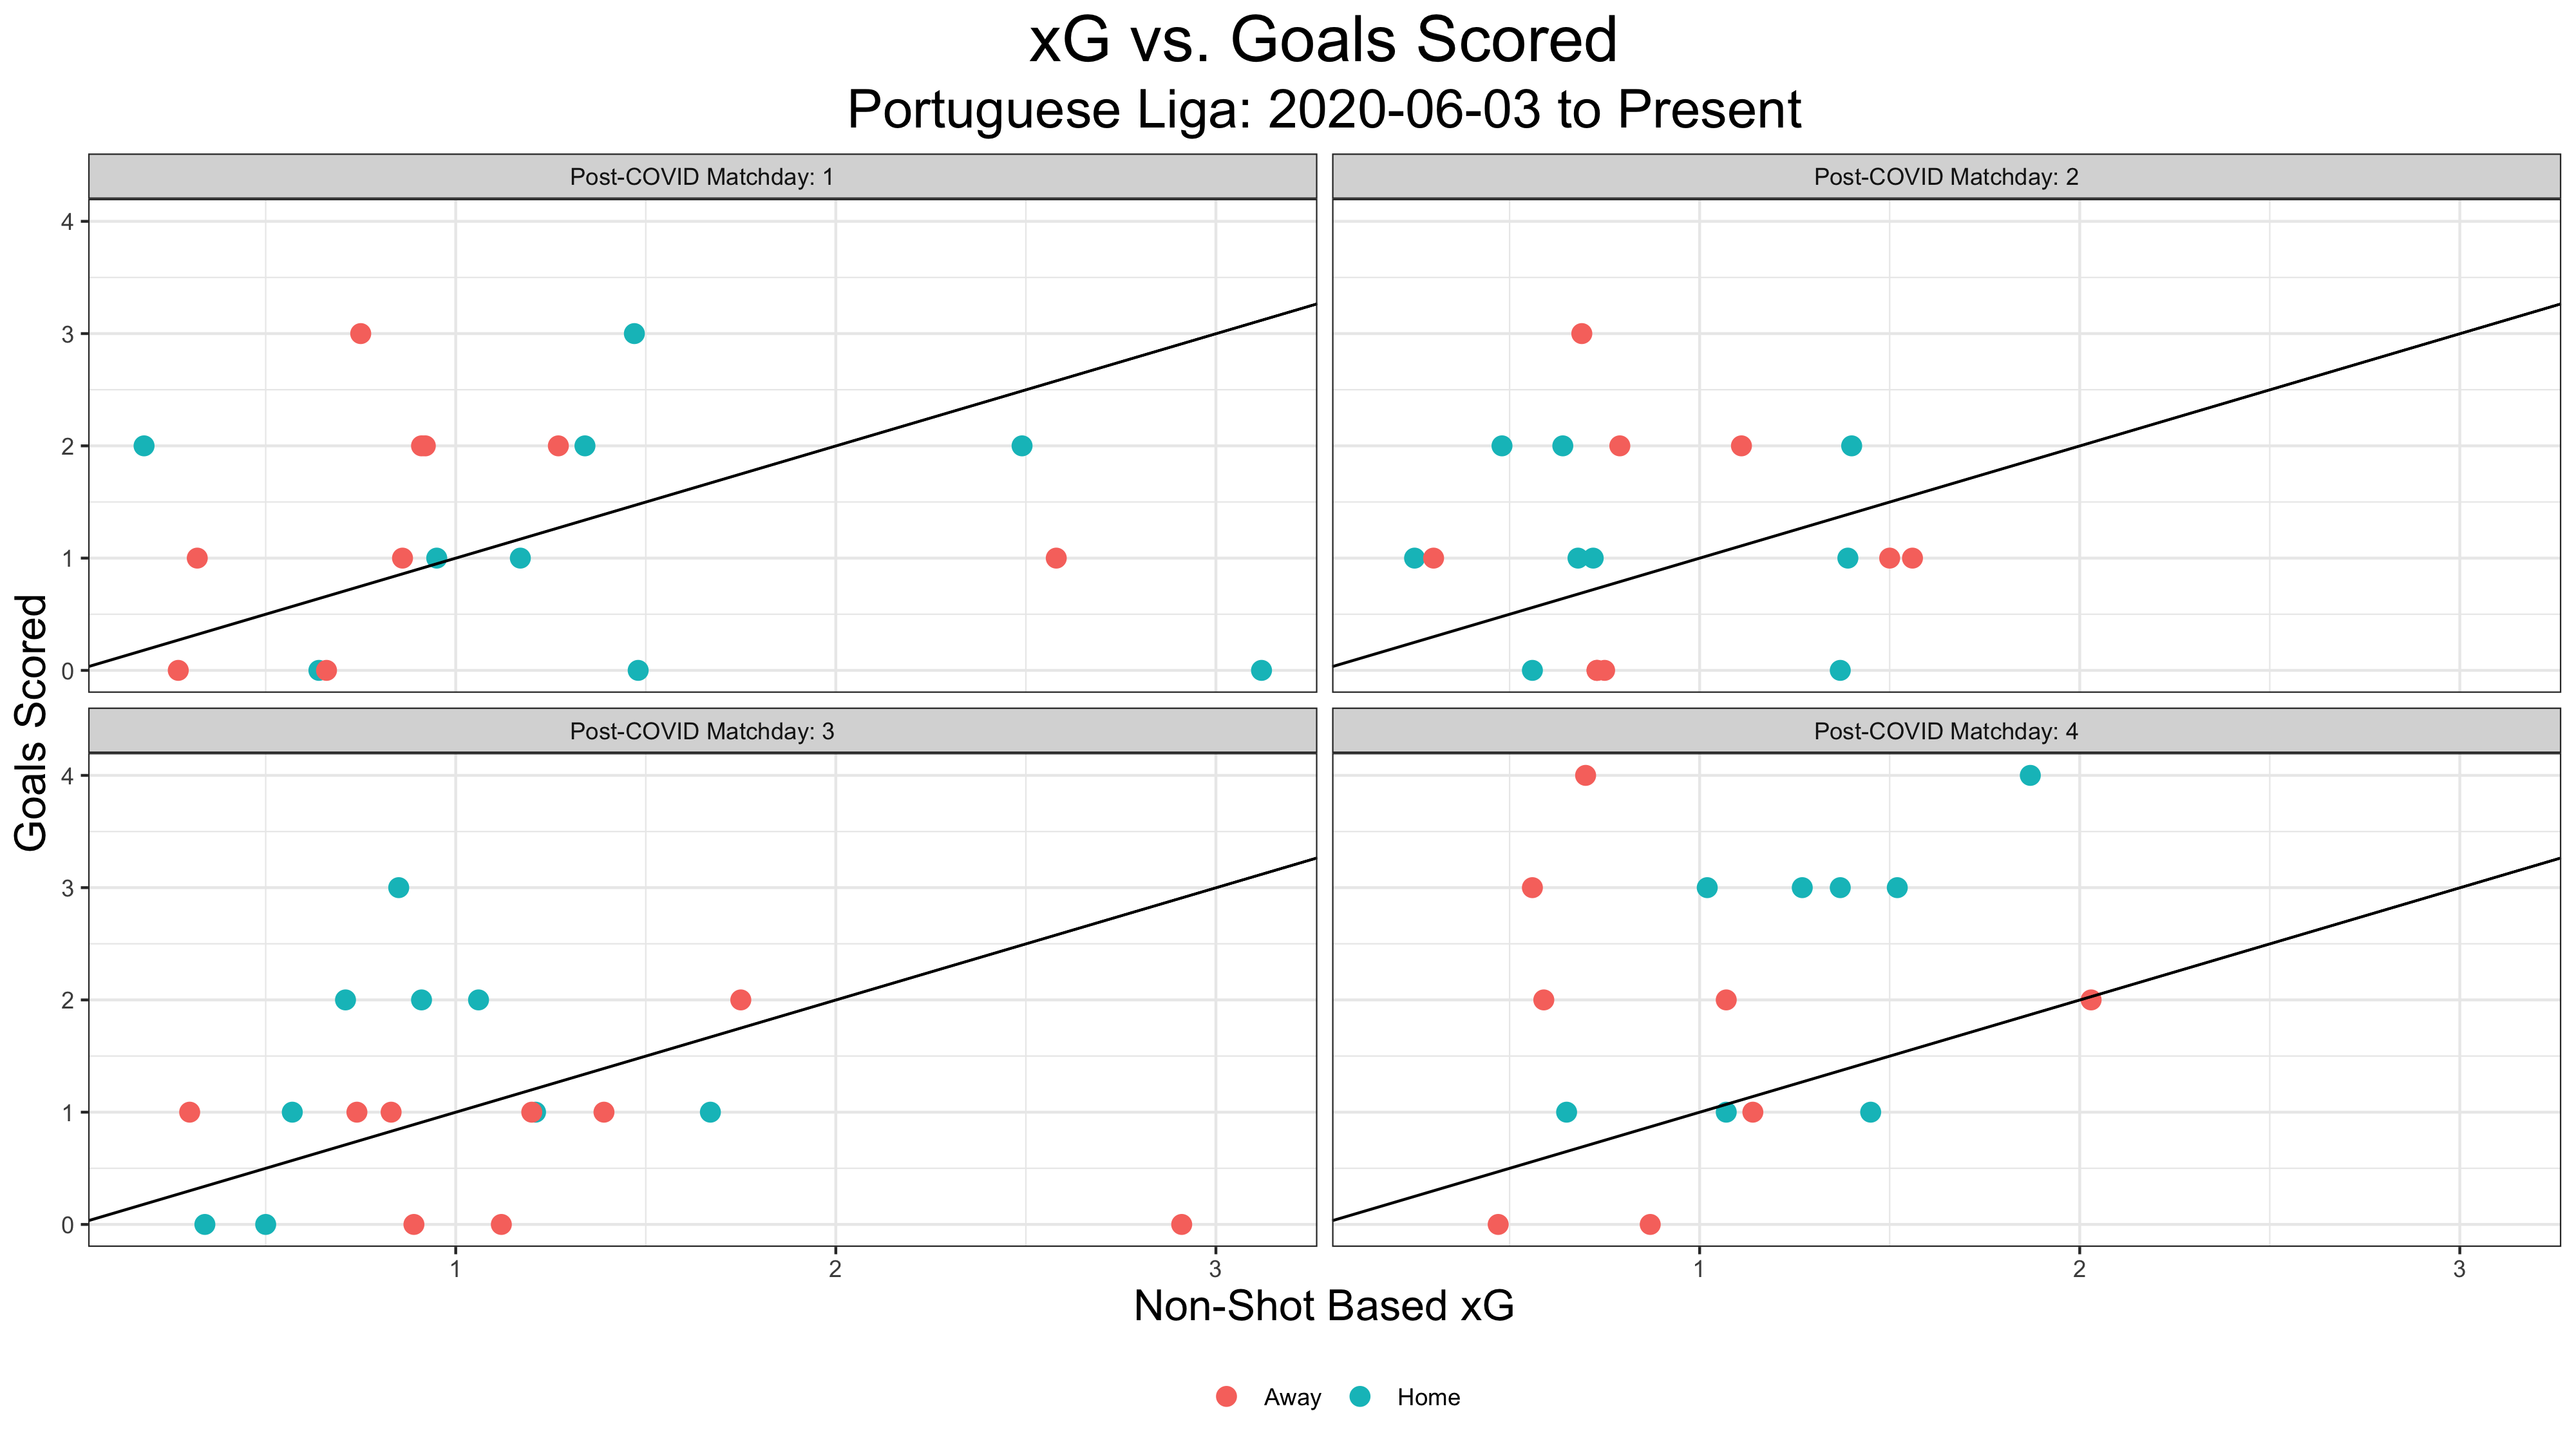 xG vs. Goals Scored
Portuguese Liga: 2020-06-03 to Present
Post-COVID Matchday: 1
Post-COVID Matchday: 2
4
3
2
1
0
Goals Scored
Post-COVID Matchday: 3
Post-COVID Matchday: 4
4
3
2
1
0
1 2 3 1 2 3
Non-Shot Based xG
Away Home